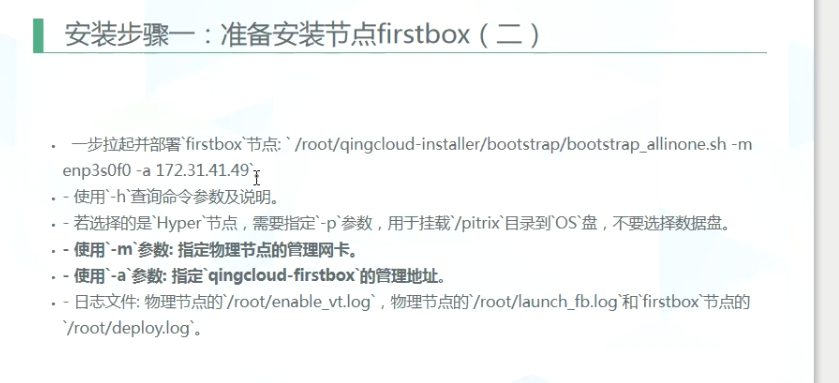 安装步骤一：准备安装节点firstbox（二）
· 一步拉起并部署`firstbox`节点: ` /root/qingcloud-installer/bootstrap/bootstrap_allinone.sh -m
enp3s0f0 -a 172.31.41.49`
· - 使用`-h`查询命令参数及说明。
· - 若选择的是`Hyper`节点，需要指定`-p`参数，用于挂载`/pitrix`目录到`OS`盘，不要选择数据盘。
· - 使用`-m`参数: 指定物理节点的管理网卡。
· - 使用`-a`参数: 指定`qingcloud-firstbox`的管理地址。
· - 日志文件: 物理节点的`/root/enable_vt.log`，物理节点的`/root/launch_fb.log`和`firstbox`节点的
`/root/deploy.log`。